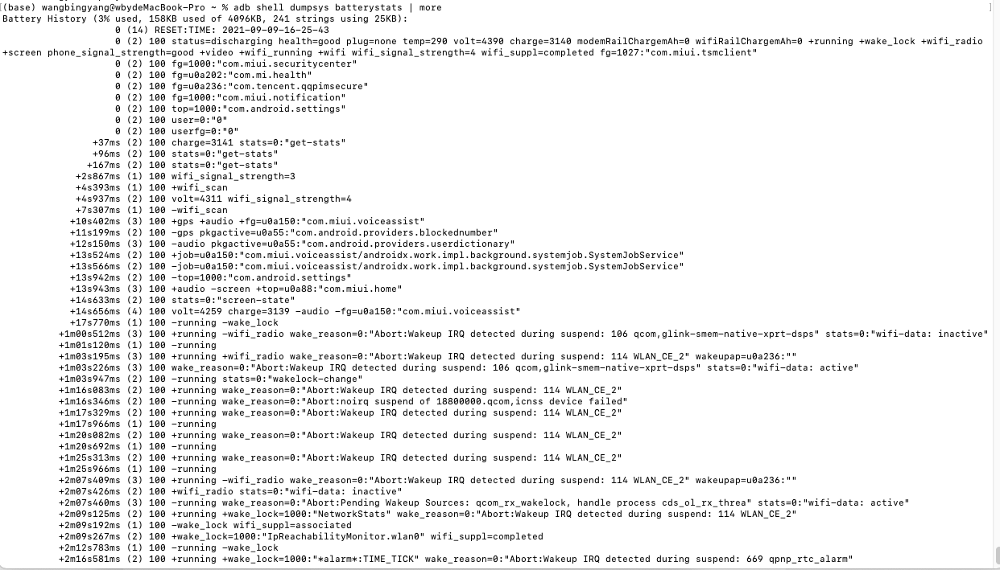 (base) wangbingyang@wbydeMacBook-Pro ~ % adb shell dumpsys batterystats | more
Battery History (3% used, 158KB used of 4096KB, 241 strings using 25KB):
0 (14) RESET:TIME: 2021-09-09-16-25-43
0 (2) 100 status=discharging health=good plug=none temp=290 volt=4390 charge=3140 modemRailChargemAh=0 wifiRailChargemAh=0 +running +wake_lock +wifi_radio
+screen phone_signal_strength=good +video +wifi_running +wifi wifi_signal_strength=4 wifi_suppl=completed fg=1027:"com.miui.tsmclient"
0 (2) 100 fg=1000:"com.miui.securitycenter"
0 (2) 100 fg=u0a202:"com.mi.health"
0 (2) 100 fg=u0a236:"com.tencent.qqpimsecure"
0 (2) 100 fg=1000:"com.miui.notification"
0 (2) 100 top=1000:"com.android.settings"
0 (2) 100 user=0:"0"
0 (2) 100 userfg=0:"0"
+37ms (2) 100 charge=3141 stats=0:"get-stats"
+96ms (2) 100 stats=0:"get-stats"
+167ms (2) 100 stats=0:"get-stats"
+2s867ms (1) 100 wifi_signal_strength=3
+4s393ms (1) 100 +wifi_scan
+4s937ms (2) 100 volt=4311 wifi_signal_strength=4
+7s307ms (1) 100 -wifi_scan
+10s402ms (3) 100 +gps +audio +fg=u0a150:"com.miui.voiceassist"
+11s199ms (2) 100 -gps pkgactive=u0a55:"com.android.providers.blockednumber"
+12s150ms (3) 100 -audio pkgactive=u0a55:"com.android.providers.userdictionary"
+13s524ms (2) 100 +job=u0a150:"com.miui.voiceassist/androidx.work.impl.background.systemjob.SystemJobService"
+13s566ms (2) 100 -job=u0a150:"com.miui.voiceassist/androidx.work.impl.background.systemjob.SystemJobService"
+13s942ms (2) 100 -top=1000:"com.android.settings"
+13s943ms (3) 100 +audio -screen +top=u0a88:"com.miui.home"
+14s633ms (2) 100 stats=0:"screen-state"
+14s656ms (4) 100 volt=4259 charge=3139 -audio -fg=u0a150:"com.miui.voiceassist"
+17s770ms (1) 100 -running -wake_lock
+1m00s512ms (3) 100 +running -wifi_radio wake_reason=0:"Abort:Wakeup IRQ detected during suspend: 106 qcom,glink-smem-native-xprt-dsps" stats=0:"wifi-data: inactive"
+1m01s120ms (1) 100 -running
+1m03s195ms (3) 100 +running +wifi_radio wake_reason=0:"Abort:Wakeup IRQ detected during suspend: 114 WLAN_CE_2" wakeupap=u0a236:""
+1m03s226ms (3) 100 wake_reason=0:"Abort:Wakeup IRQ detected during suspend: 106 qcom,glink-smem-native-xprt-dsps" stats=0:"wifi-data: active"
+1m03s947ms (2) 100 -running stats=0:"wakelock-change"
+1m16s083ms (2) 100 +running wake_reason=0:"Abort:Wakeup IRQ detected during suspend: 114 WLAN_CE_2"
+1m16s346ms (2) 100 -running wake_reason=0:"Abort:noirq suspend of 18800000.qcom,icnss device failed"
+1m17s329ms (2) 100 +running wake_reason=0:"Abort:Wakeup IRQ detected during suspend: 114 WLAN_CE_2"
+1m17s966ms (1) 100 -running
+1m20s082ms (2) 100 +running wake_reason=0:"Abort:Wakeup IRQ detected during suspend: 114 WLAN_CE_2"
+1m20s692ms (1) 100 -running
+1m25s313ms (2) 100 +running wake_reason=0:"Abort:Wakeup IRQ detected during suspend: 114 WLAN_CE_2"
+1m25s966ms (1) 100 -running
+2m07s409ms (3) 100 +running -wifi_radio wake_reason=0:"Abort:Wakeup IRQ detected during suspend: 114 WLAN_CE_2" wakeupap=u0a236:""
+2m07s426ms (2) 100 +wifi_radio stats=0:"wifi-data: inactive"
+2m07s460ms (3) 100 -running wake_reason=0:"Abort:Pending Wakeup Sources: qcom_rx_wakelock, handle process cds_ol_rx_threa" stats=0:"wifi-data: active"
+2m09s125ms (2) 100 +running +wake_lock=1000:"NetworkStats" wake_reason=0:"Abort:Wakeup IRQ detected during suspend: 114 WLAN_CE_2"
+2m09s192ms (1) 100 -wake_lock wifi_suppl=associated
+2m09s267ms (2) 100 +wake_lock=1000:"IpReachabilityMonitor.wlan0" wifi_suppl=completed
+2m12s783ms (1) 100 -running -wake_lock
+2m16s581ms (2) 100 +running +wake_lock=1000:"*alarm*:TIME_TICK" wake_reason=0:"Abort:Wakeup IRQ detected during suspend: 669 qpnp_rtc_alarm"